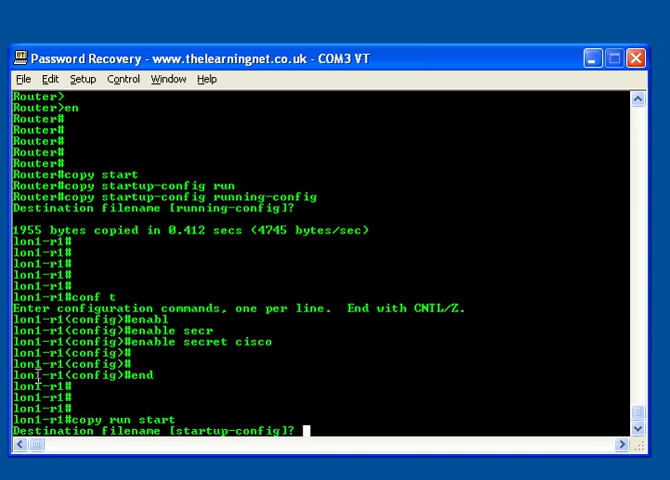 Password Recovery - www.thelearningnet.co.uk - COM3 VT
File Edit Setup Control Window Help
Router>
Router>en
Router#
Router#
Router#
Router#
Router#
Router#copy start
Router#copy startup-config run
Router#copy startup-config running-config
Destination filename [running-config]?
1955 bytes copied in 0.412 secs (4745 bytes/sec)
lon1-r1#
lon1-r1#
lon1-r1#
lon1-r1#
lon1-r1#
lon1-r1#conf t
Enter configuration commands, one per line.  End with CNTL/Z.
lon1-r1(config)#enabl
lon1-r1(config)#enable secr
lon1-r1(config)#enable secret cisco
lon1-r1(config)#
lon1-r1(config)#
lon1-r1(config)#end
lon1-r1#
lon1-r1#
lon1-r1#
lon1-r1#copy run start
Destination filename [startup-config]?